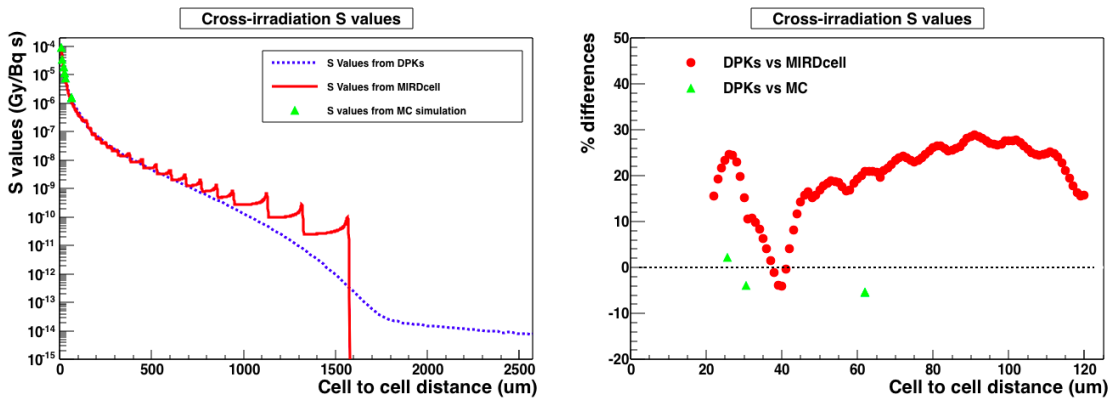 Cross-irradiation S values
S values (Gy/Bq s)
10⁻⁴
10⁻⁵
10⁻⁶
10⁻⁷
10⁻⁸
10⁻⁹
10⁻¹⁰
10⁻¹¹
10⁻¹²
10⁻¹³
10⁻¹⁴
10⁻¹⁵
S Values from DPKs
S Values from MIRDcell
S values from MC simulation
0 500 1000 1500 2000 2500
Cell to cell distance (um)
Cross-irradiation S values
% differences
50
40
30
20
10
0
-10
-20
DPKs vs MIRDcell
DPKs vs MC
0 20 40 60 80 100 120
Cell to cell distance (um)